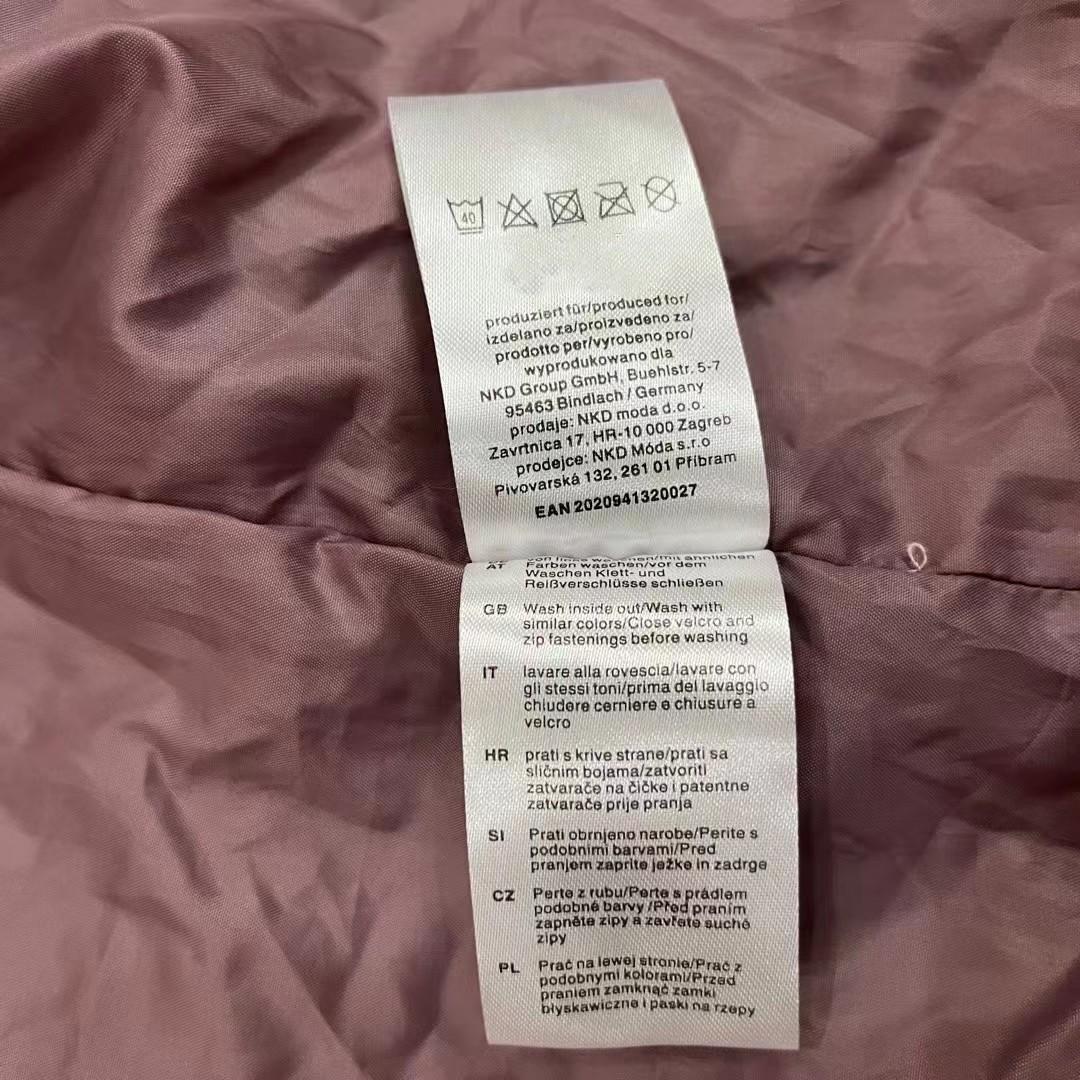 40
produziert für/produced for/
izdelano za/proizvedeno za/
prodotto per/vyrobeno pro/
wyprodukowano dla
NKD Group GmbH, Buehlstr. 5-7
95463 Bindlach / Germany
prodaje: NKD moda d.o.o.
Zavrtnica 17, HR-10 000 Zagreb
prodejce: NKD Móda s.r.o
Pivovarská 132, 261 01 Příbram
EAN 2020941320027
AT Farben waschen/vor dem
Waschen Klett- und
Reißverschlüsse schließen
GB Wash inside out/Wash with
similar colors/Close velcro and
zip fastenings before washing
IT lavare alla rovescia/lavare con
gli stessi toni/prima del lavaggio
chiudere cerniere e chiusure a
velcro
HR prati s krive strane/prati sa
sličnim bojama/zatvoriti
zatvarače na čičke i patentne
zatvarače prije pranja
SI Prati obrnjeno narobe/Perite s
podobnimi barvami/Pred
pranjem zaprite ježke in zadrge
CZ Perte z rubu/Perte s prádlem
podobné barvy /Před praním
zapněte zipy a zavřete suché
zipy
PL Prać na lewej stronie/Prać z
podobnymi kolorami/Przed
praniem zamknąć zamki
błyskawiczne i paski na rzepy